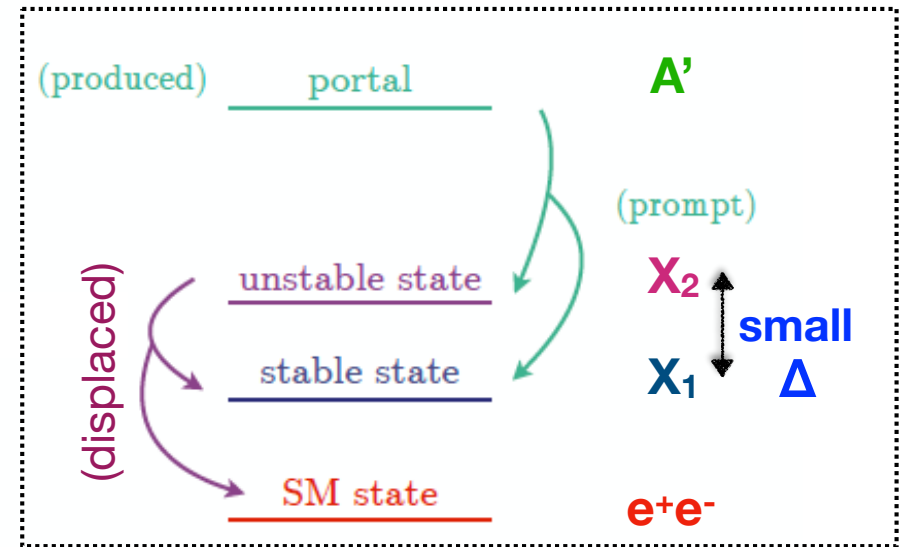 (produced) portal A’
(prompt)
unstable state X₂
small
stable state X₁ Δ
(displaced)
SM state e⁺e⁻